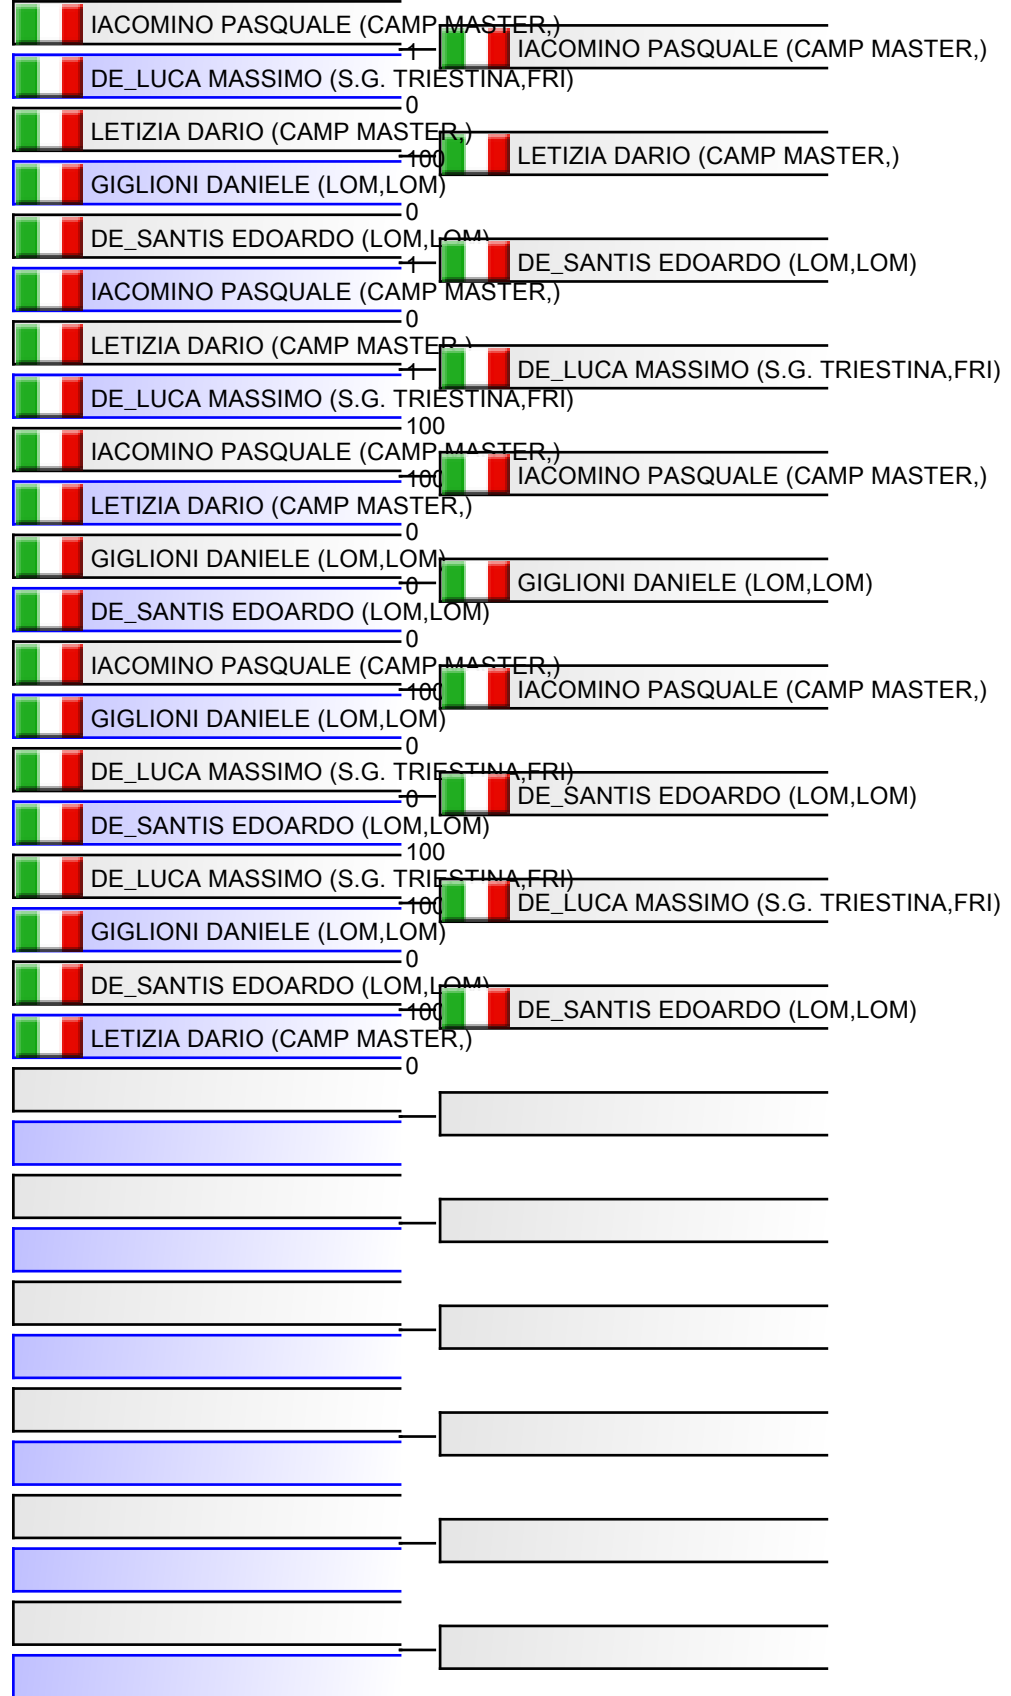 IACOMINO PASQUALE (CAMP MASTER,)
1
IACOMINO PASQUALE (CAMP MASTER,)
DE_LUCA MASSIMO (S.G. TRIESTINA,FRI)
0
LETIZIA DARIO (CAMP MASTER,)
100
LETIZIA DARIO (CAMP MASTER,)
GIGLIONI DANIELE (LOM,LOM)
0
DE_SANTIS EDOARDO (LOM,LOM)
1
DE_SANTIS EDOARDO (LOM,LOM)
IACOMINO PASQUALE (CAMP MASTER,)
0
LETIZIA DARIO (CAMP MASTER,)
1
DE_LUCA MASSIMO (S.G. TRIESTINA,FRI)
DE_LUCA MASSIMO (S.G. TRIESTINA,FRI)
100
IACOMINO PASQUALE (CAMP MASTER,)
100
IACOMINO PASQUALE (CAMP MASTER,)
LETIZIA DARIO (CAMP MASTER,)
0
GIGLIONI DANIELE (LOM,LOM)
0
GIGLIONI DANIELE (LOM,LOM)
DE_SANTIS EDOARDO (LOM,LOM)
0
IACOMINO PASQUALE (CAMP MASTER,)
100
IACOMINO PASQUALE (CAMP MASTER,)
GIGLIONI DANIELE (LOM,LOM)
0
DE_LUCA MASSIMO (S.G. TRIESTINA,FRI)
0
DE_SANTIS EDOARDO (LOM,LOM)
DE_SANTIS EDOARDO (LOM,LOM)
100
DE_LUCA MASSIMO (S.G. TRIESTINA,FRI)
100
DE_LUCA MASSIMO (S.G. TRIESTINA,FRI)
GIGLIONI DANIELE (LOM,LOM)
0
DE_SANTIS EDOARDO (LOM,LOM)
100
DE_SANTIS EDOARDO (LOM,LOM)
LETIZIA DARIO (CAMP MASTER,)
0